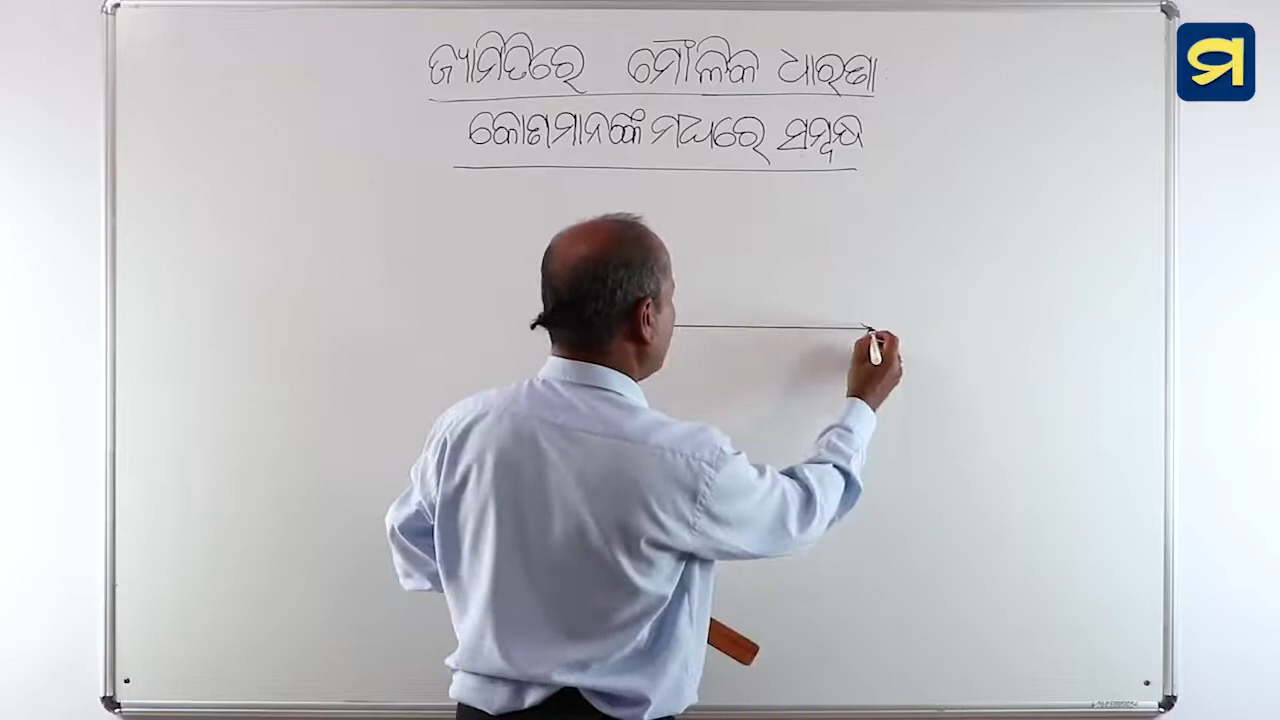 ଜ୍ୟାମିତିରେ ମୌଳିକ ଧାରଣା
କୋଣମାନଙ୍କ ମଧ୍ୟରେ ସମ୍ବନ୍ଧ
ମ